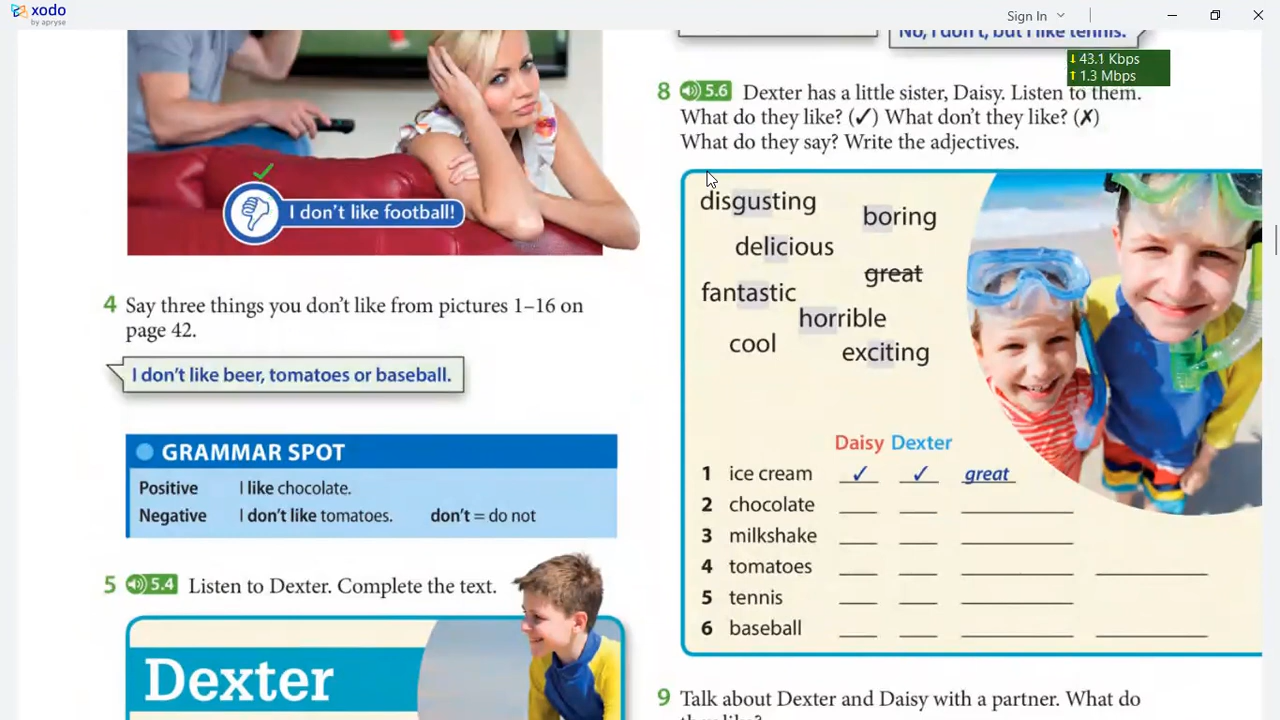 xodo
by apryse
Sign In
I don't like football!
4 Say three things you don't like from pictures 1–16 on
page 42.
I don't like beer, tomatoes or baseball.
GRAMMAR SPOT
Positive I like chocolate.
Negative I don't like tomatoes. don't = do not
5 5.4 Listen to Dexter. Complete the text.
Dexter
No, I don't, but I like tennis.
↓ 43.1 Kbps
↑ 1.3 Mbps
8 5.6 Dexter has a little sister, Daisy. Listen to them.
What do they like? (✓) What don't they like? (✗)
What do they say? Write the adjectives.
disgusting
boring
delicious
great
fantastic
horrible
cool
exciting
Daisy Dexter
1 ice cream ✓ ✓ great
2 chocolate
3 milkshake
4 tomatoes
5 tennis
6 baseball
9 Talk about Dexter and Daisy with a partner. What do
they like?